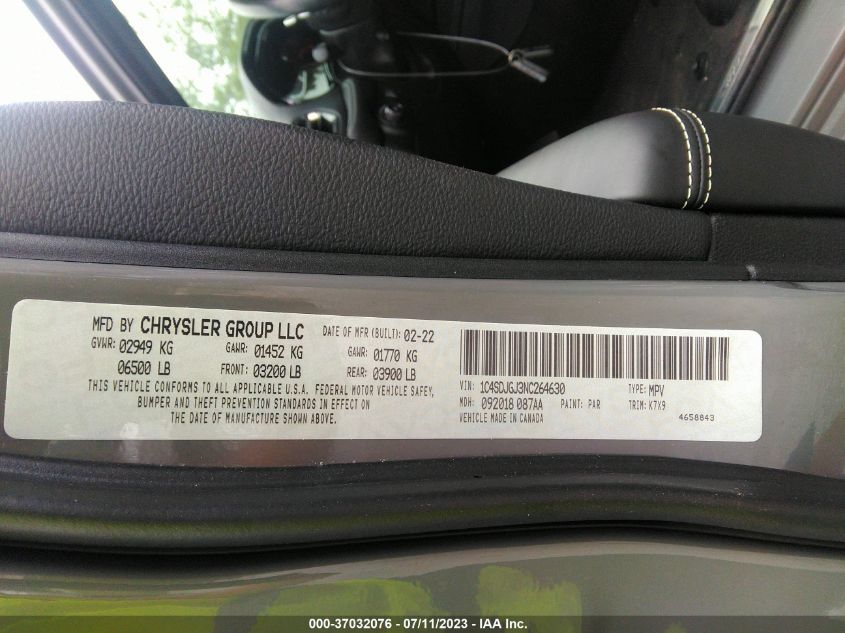 MFD BY CHRYSLER GROUP LLC DATE OF MFR (BUILT): 02-22
GVWR: 02949 KG GAWR: 01452 KG GAWR: 01770 KG
06500 LB FRONT: 03200 LB REAR: 03900 LB
THIS VEHICLE CONFORMS TO ALL APPLICABLE U.S.A. FEDERAL MOTOR VEHICLE SAFETY,
BUMPER AND THEFT PREVENTION STANDARDS IN EFFECT ON
THE DATE OF MANUFACTURE SHOWN ABOVE.
VIN: 1C4SDJGJ3NC264630 TYPE: MPV
MDH: 092018 087AA PAINT: PAR TRIM: K7X9
VEHICLE MADE IN CANADA 4658843
000-37032076 - 07/11/2023 - IAA Inc.